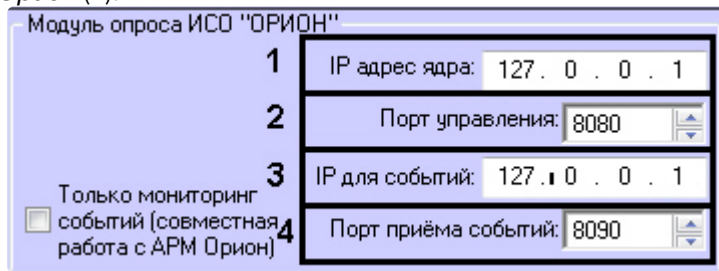 Модуль опроса ИСО "ОРИОН"
1 IP адрес ядра: 127 . 0 . 0 . 1
2 Порт управления: 8080
3 IP для событий: 127 . 0 . 0 . 1
Только мониторинг
событий (совместная
работа с АРМ Орион)
4 Порт приёма событий: 8090